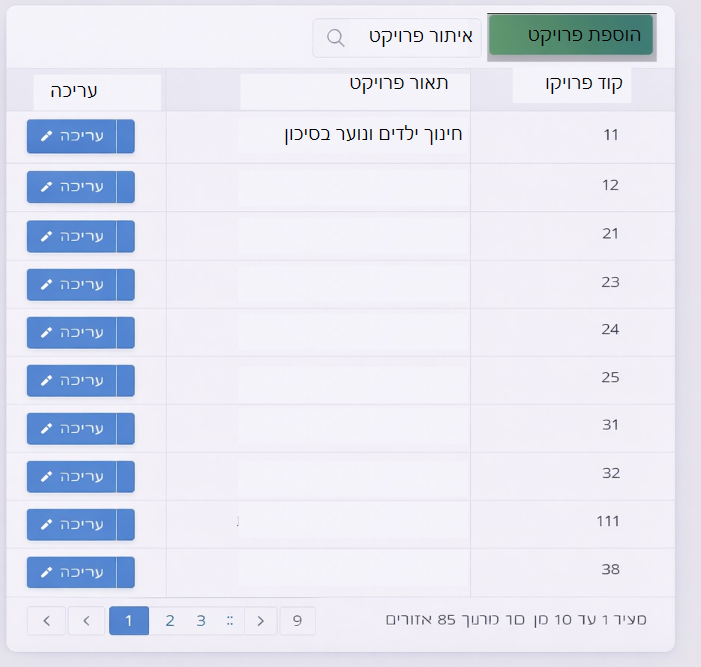 הוספת פרויקט איתור פרויקט
קוד פרויקו תאור פרויקט עריכה
11 חינוך ילדים ונוער בסיכון עריכה
12 עריכה
21 עריכה
23 עריכה
24 עריכה
25 עריכה
31 עריכה
32 עריכה
111 עריכה
38 עריכה
מציר 1 עד 10 מן סר מרנוך 85 אזורים < < 1 2 3 :: > 9